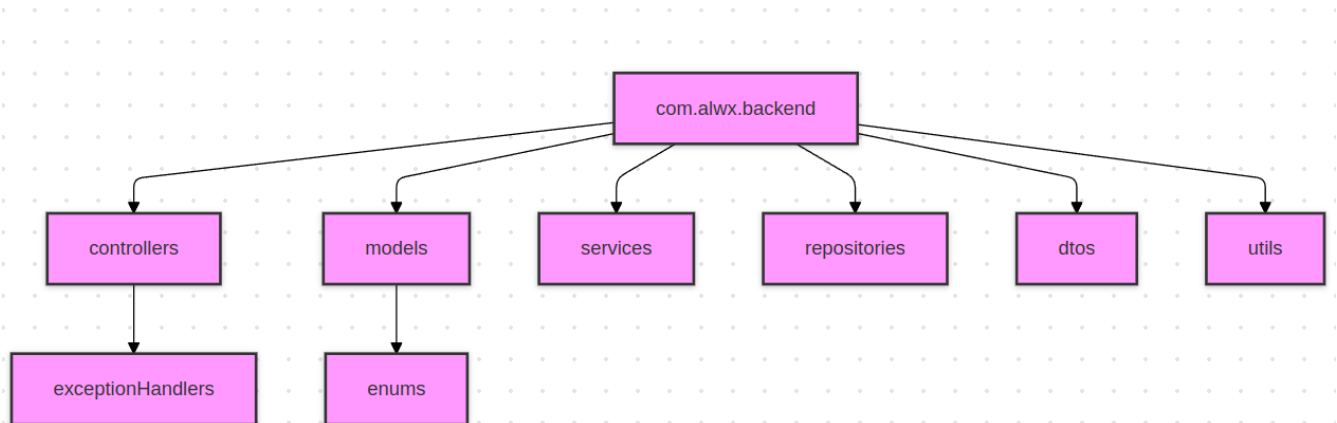 com.alwx.backend
controllers
models
services
repositories
dtos
utils
exceptionHandlers
enums